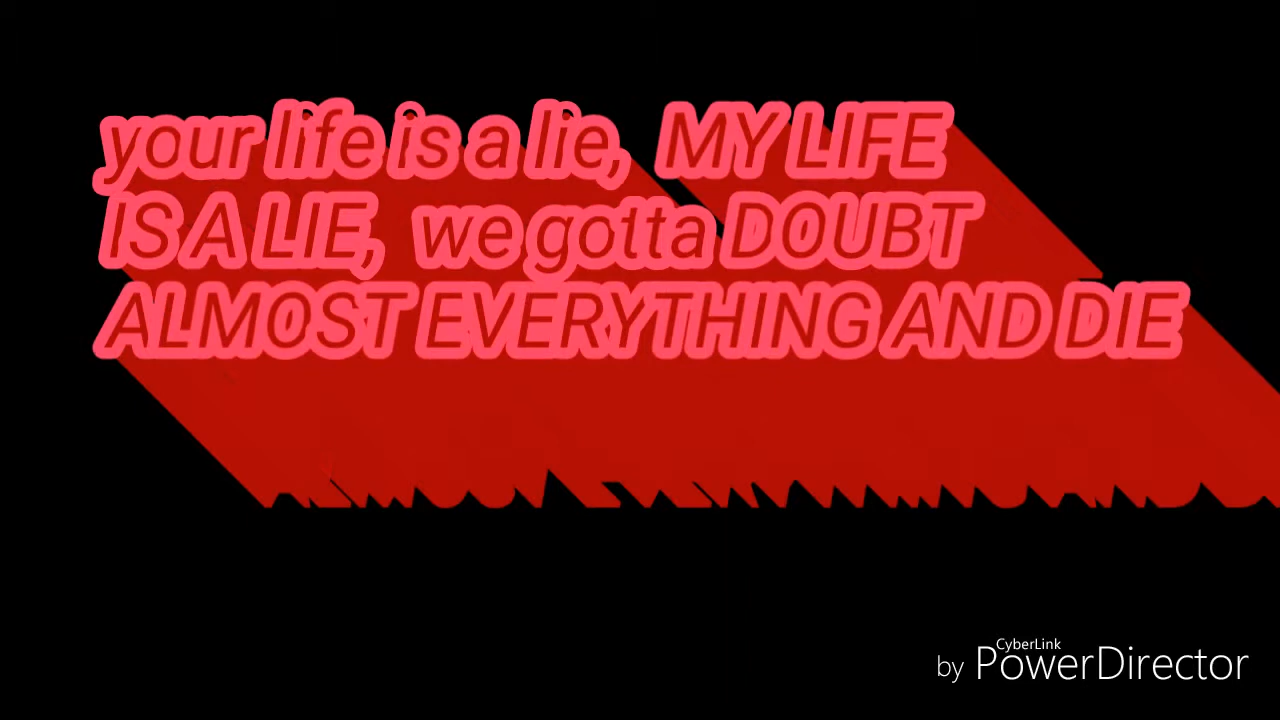 your life is a lie, MY LIFE
IS A LIE, we gotta DOUBT
ALMOST EVERYTHING AND DIE
CyberLink
by PowerDirector